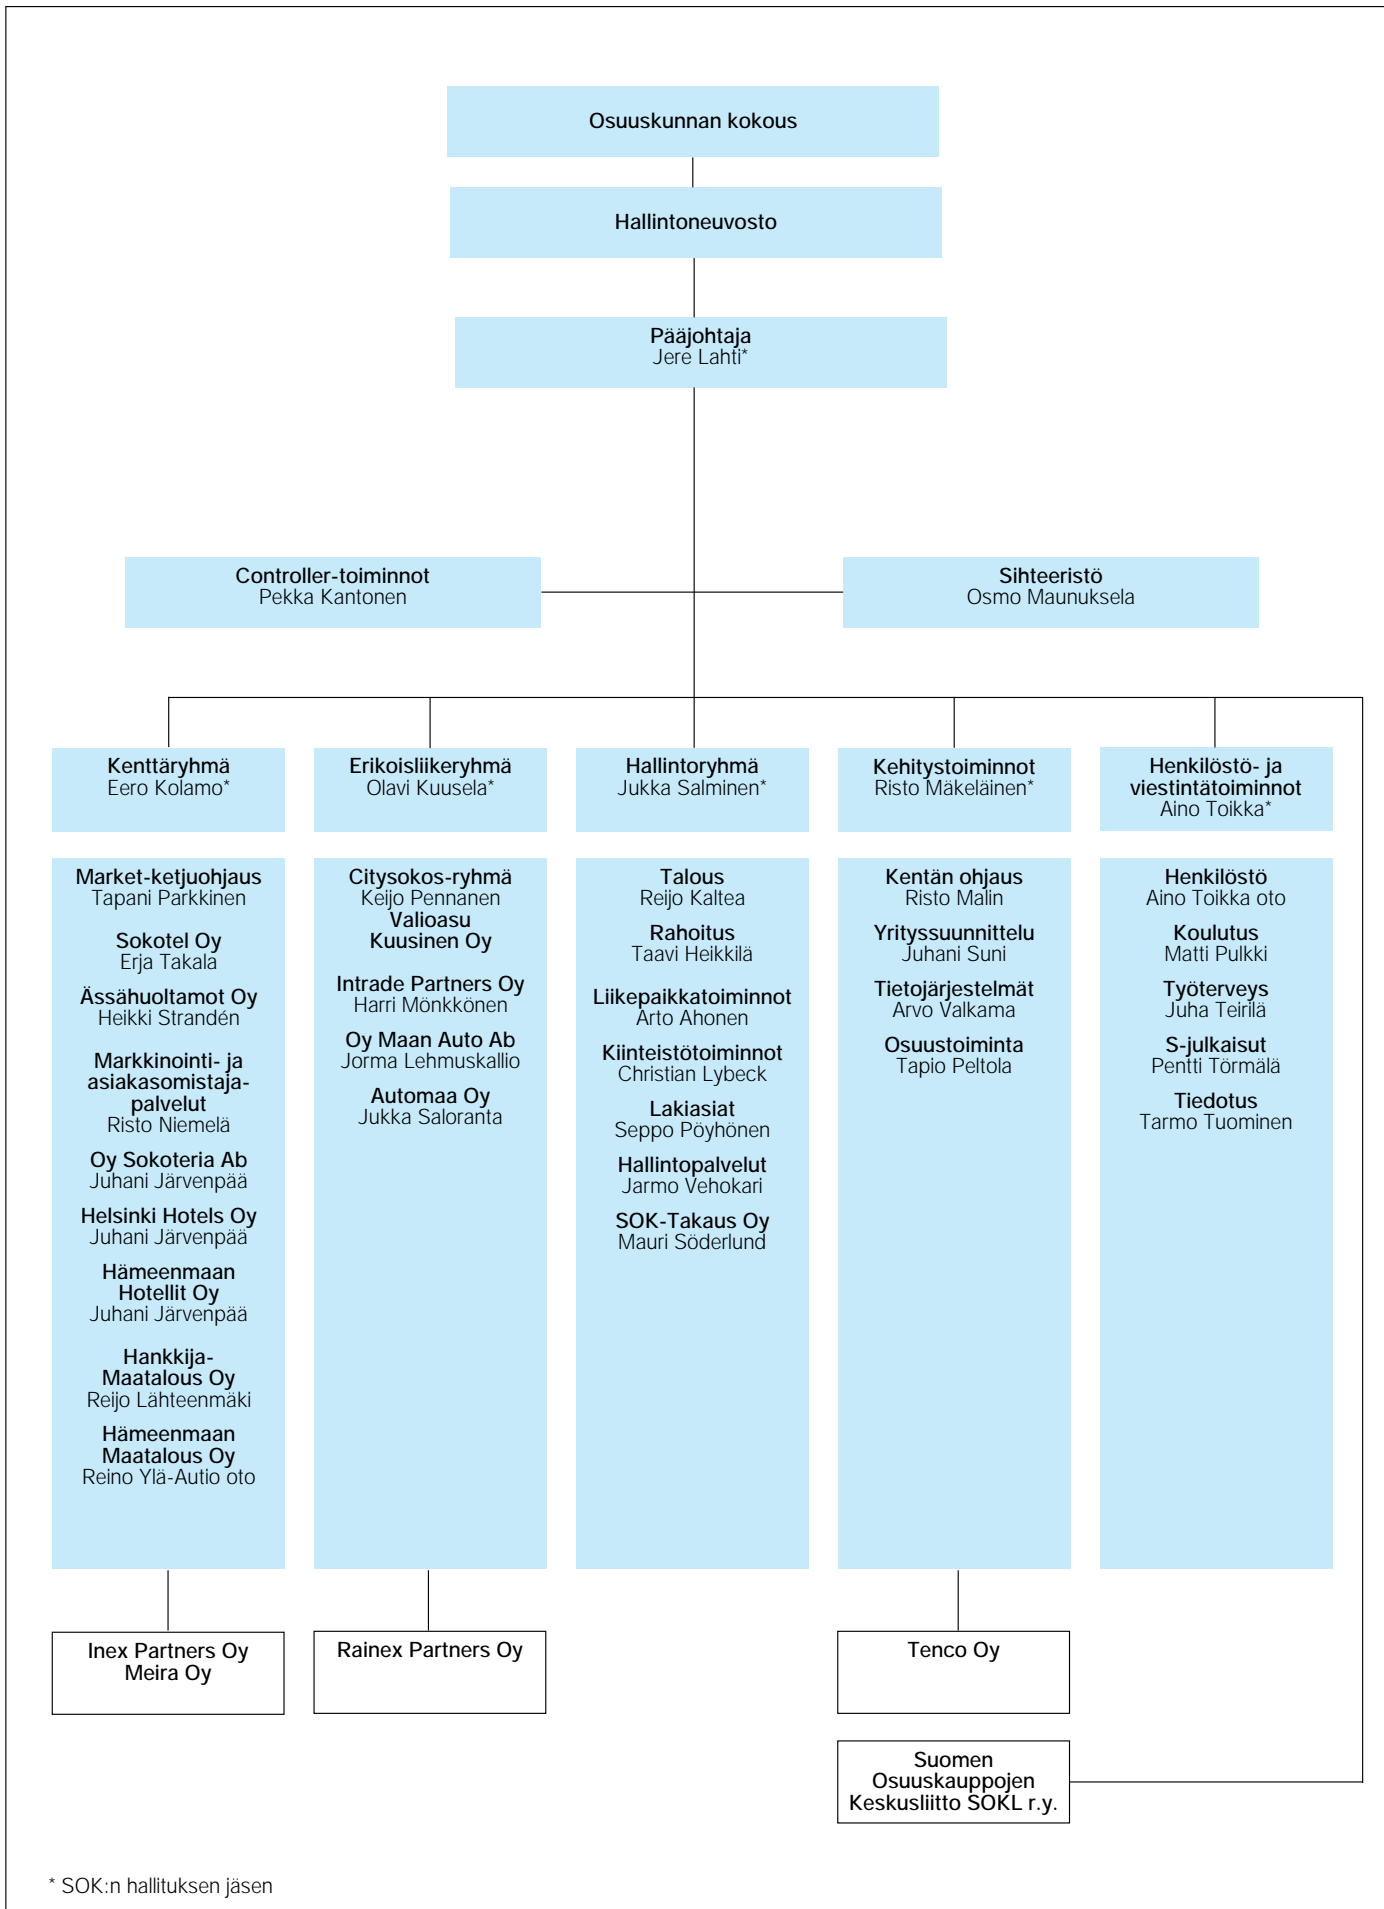 Osuuskunnan kokous
Hallintoneuvosto
Pääjohtaja
Jere Lahti*
Controller-toiminnot
Pekka Kantonen
Sihteeristö
Osmo Maunuksela
Kenttäryhmä
Eero Kolamo*
Erikoisliikeryhmä
Olavi Kuusela*
Hallintoryhmä
Jukka Salminen*
Kehitystoiminnot
Risto Mäkeläinen*
Henkilöstö- ja
viestintätoiminnot
Aino Toikka*
Market-ketjuohjaus
Tapani Parkkinen
Sokotel Oy
Erja Takala
Ässähuoltamot Oy
Heikki Strandén
Markkinointi- ja
asiakasomistaja-
palvelut
Risto Niemelä
Oy Sokoteria Ab
Juhani Järvenpää
Helsinki Hotels Oy
Juhani Järvenpää
Hämeenmaan
Hotellit Oy
Juhani Järvenpää
Hankkija-
Maatalous Oy
Reijo Lähteenmäki
Hämeenmaan
Maatalous Oy
Reino Ylä-Autio oto
Citysokos-ryhmä
Keijo Pennanen
Valioasu
Kuusinen Oy
Intrade Partners Oy
Harri Mönkkönen
Oy Maan Auto Ab
Jorma Lehmuskallio
Automaa Oy
Jukka Saloranta
Talous
Reijo Kaltea
Rahoitus
Taavi Heikkilä
Liikepaikkatoiminnot
Arto Ahonen
Kiinteistötoiminnot
Christian Lybeck
Lakiasiat
Seppo Pöyhönen
Hallintopalvelut
Jarmo Vehokari
SOK-Takaus Oy
Mauri Söderlund
Kentän ohjaus
Risto Malin
Yrityssuunnittelu
Juhani Suni
Tietojärjestelmät
Arvo Valkama
Osuustoiminta
Tapio Peltola
Henkilöstö
Aino Toikka oto
Koulutus
Matti Pulkki
Työterveys
Juha Teirilä
S-julkaisut
Pentti Törmälä
Tiedotus
Tarmo Tuominen
Inex Partners Oy
Meira Oy
Rainex Partners Oy
Tenco Oy
Suomen
Osuuskauppojen
Keskusliitto SOKL r.y.
* SOK:n hallituksen jäsen